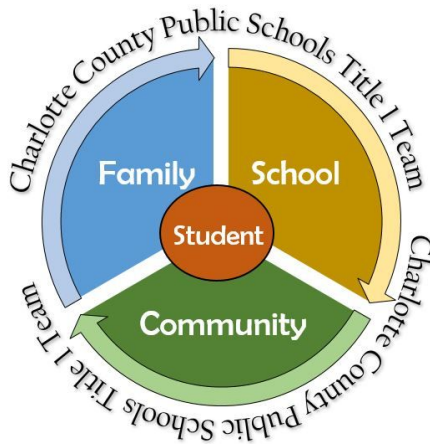 Charlotte County Public Schools Title I Team
Family
School
Student
Community
Charlotte County Public Schools Title I Team